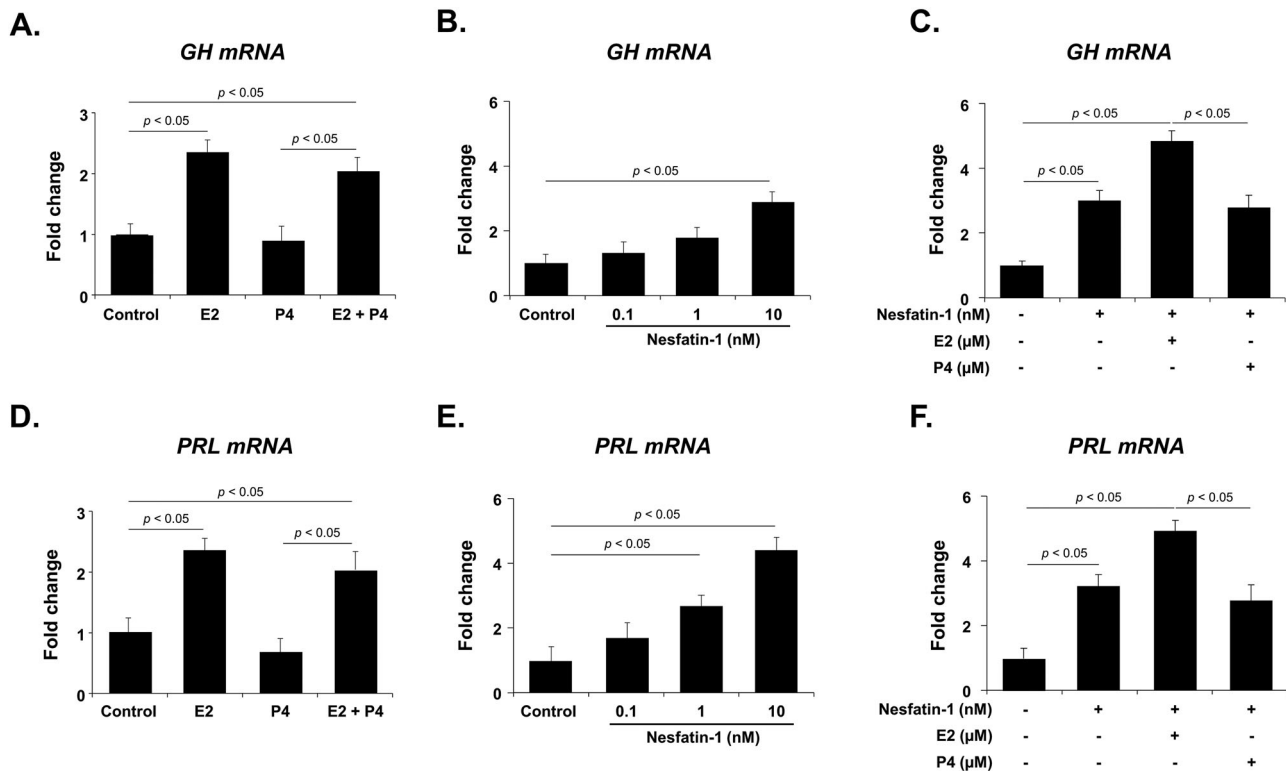 A.
GH mRNA
p < 0.05
p < 0.05
p < 0.05
Fold change
3
2
1
0
Control E2 P4 E2 + P4
B.
GH mRNA
p < 0.05
Fold change
6
4
2
0
Control 0.1 1 10
Nesfatin-1 (nM)
C.
GH mRNA
p < 0.05 p < 0.05
p < 0.05
Fold change
6
4
2
0
Nesfatin-1 (nM) - + + +
E2 (µM) - - + -
P4 (µM) - - - +
D.
PRL mRNA
p < 0.05
p < 0.05
p < 0.05
Fold change
3
2
1
0
Control E2 P4 E2 + P4
E.
PRL mRNA
p < 0.05
p < 0.05
Fold change
6
4
2
0
Control 0.1 1 10
Nesfatin-1 (nM)
F.
PRL mRNA
p < 0.05 p < 0.05
p < 0.05
Fold change
6
4
2
0
Nesfatin-1 (nM) - + + +
E2 (µM) - - + -
P4 (µM) - - - +